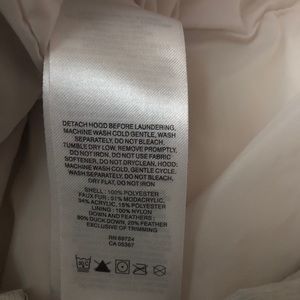 DETACH HOOD BEFORE LAUNDERING,
MACHINE WASH COLD GENTLE, WASH
SEPARATELY, DO NOT BLEACH,
TUMBLE DRY LOW, REMOVE PROMPTLY,
DO NOT IRON. DO NOT USE FABRIC
SOFTENER, DO NOT DRYCLEAN. HOOD:
MACHINE WASH COLD, GENTLE CYCLE.
WASH SEPARATELY. DO NOT BLEACH,
DRY FLAT, DO NOT IRON
SHELL : 100% POLYESTER
FAUX FUR : 51% MODACRYLIC,
34% ACRYLIC, 15% POLYESTER
LINING : 100% NYLON
DOWN AND FEATHERS :
80% DUCK DOWN, 20% FEATHER
EXCLUSIVE OF TRIMMING
RN 69724
CA 05367